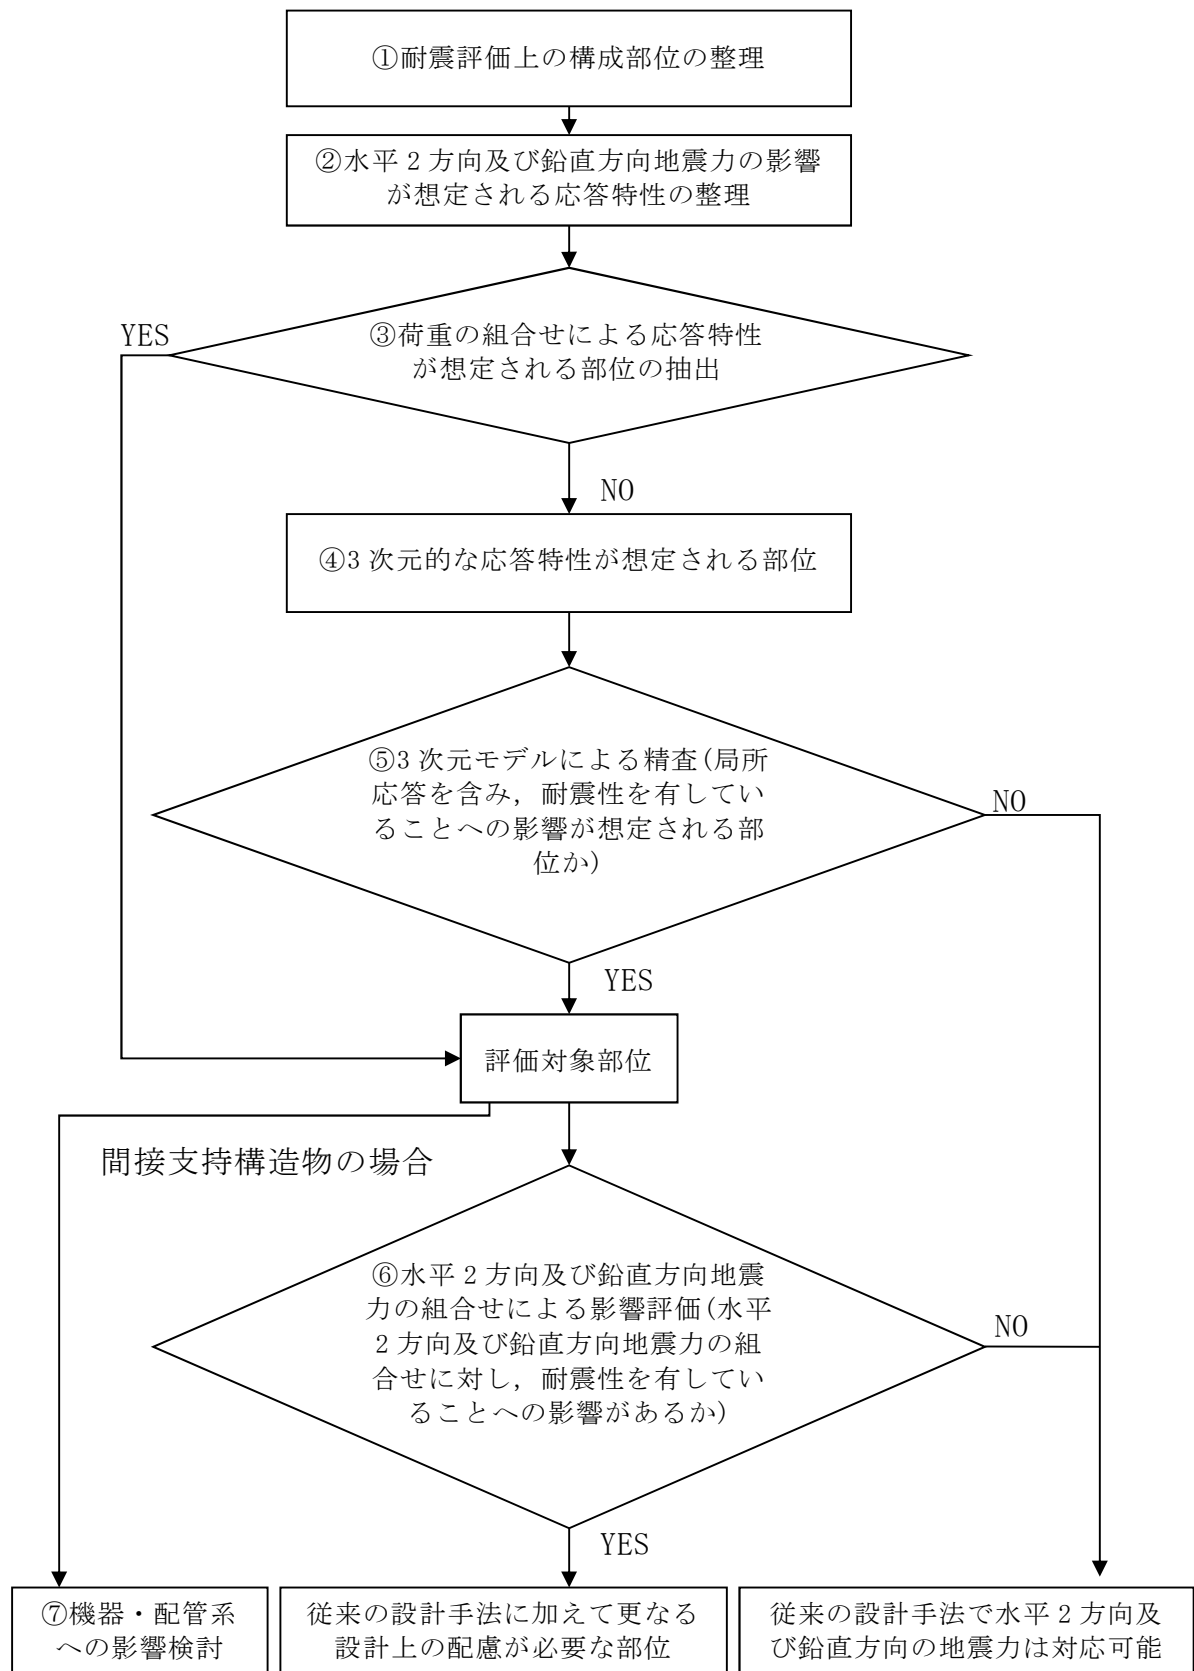 ①耐震評価上の構成部位の整理
②水平２方向及び鉛直方向地震力の影響
が想定される応答特性の整理
YES
③荷重の組合せによる応答特性
が想定される部位の抽出
NO
④3 次元的な応答特性が想定される部位
⑤3 次元モデルによる精査(局所
応答を含み，耐震性を有してい
ることへの影響が想定される部
位か)
NO
YES
評価対象部位
間接支持構造物の場合
⑥水平２方向及び鉛直方向地震
力の組合せによる影響評価(水平
２方向及び鉛直方向地震力の組
合せに対し，耐震性を有してい
ることへの影響があるか)
NO
YES
⑦機器・配管系
への影響検討
従来の設計手法に加えて更なる
設計上の配慮が必要な部位
従来の設計手法で水平２方向及
び鉛直方向の地震力は対応可能